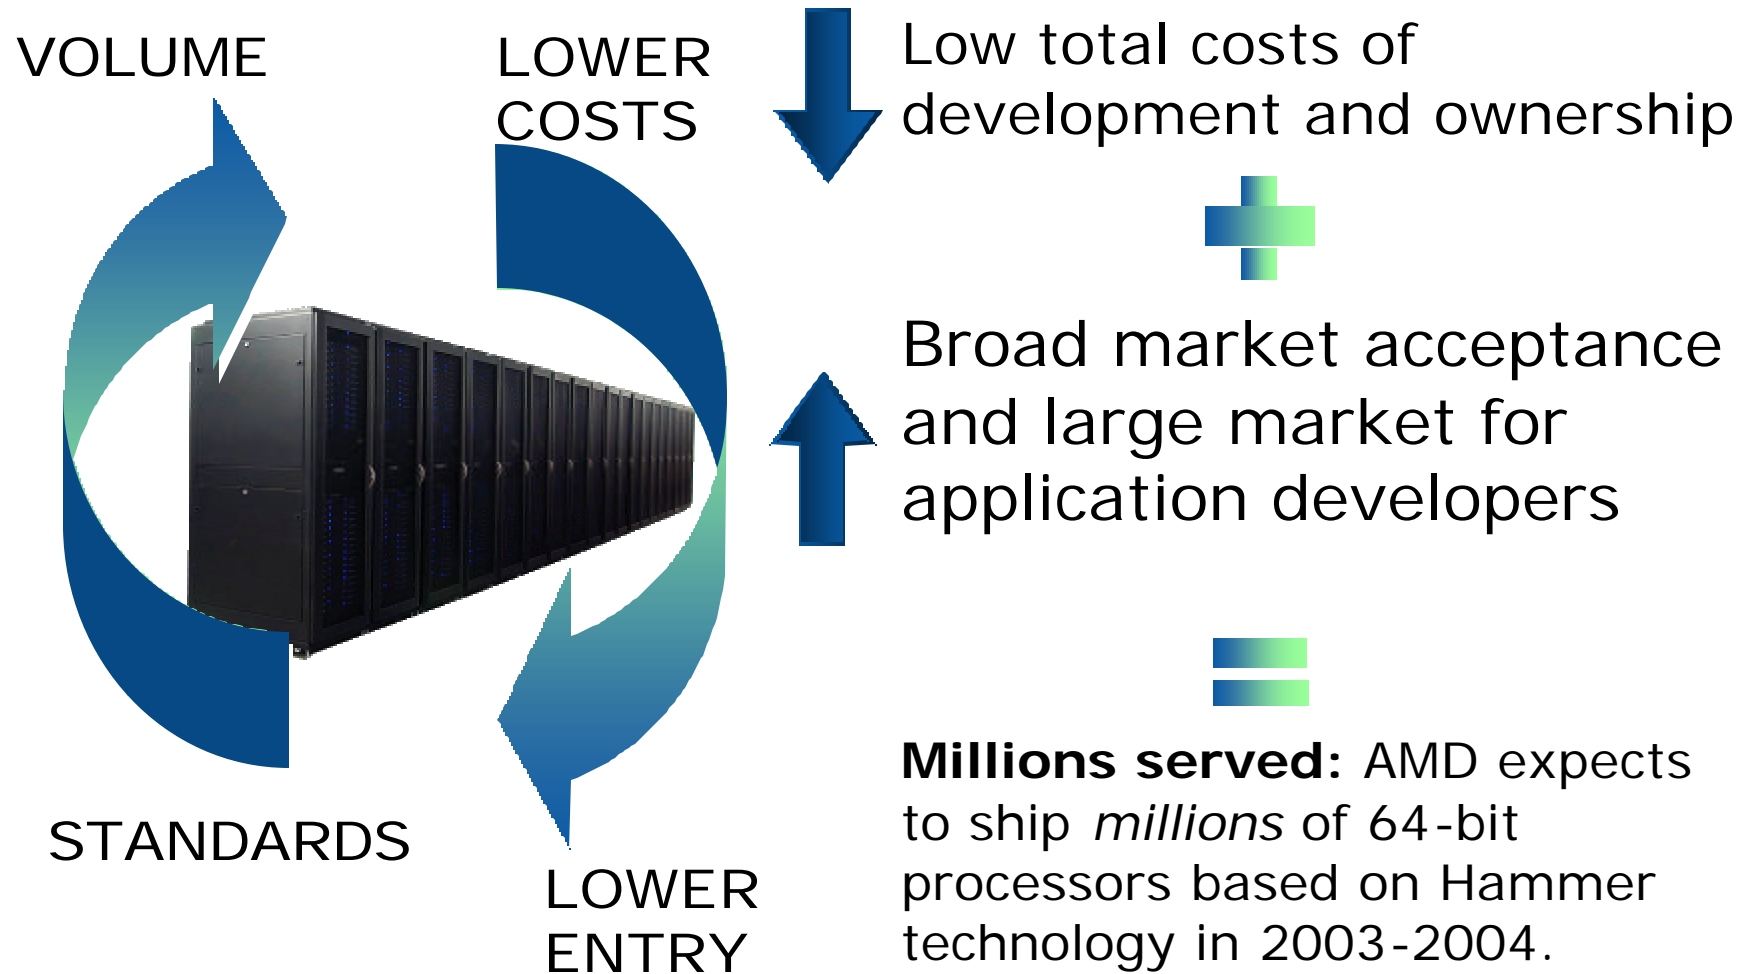 VOLUME
LOWER
COSTS
STANDARDS
LOWER
ENTRY
Low total costs of
development and ownership
Broad market acceptance
and large market for
application developers
Millions served: AMD expects
to ship millions of 64-bit
processors based on Hammer
technology in 2003-2004.